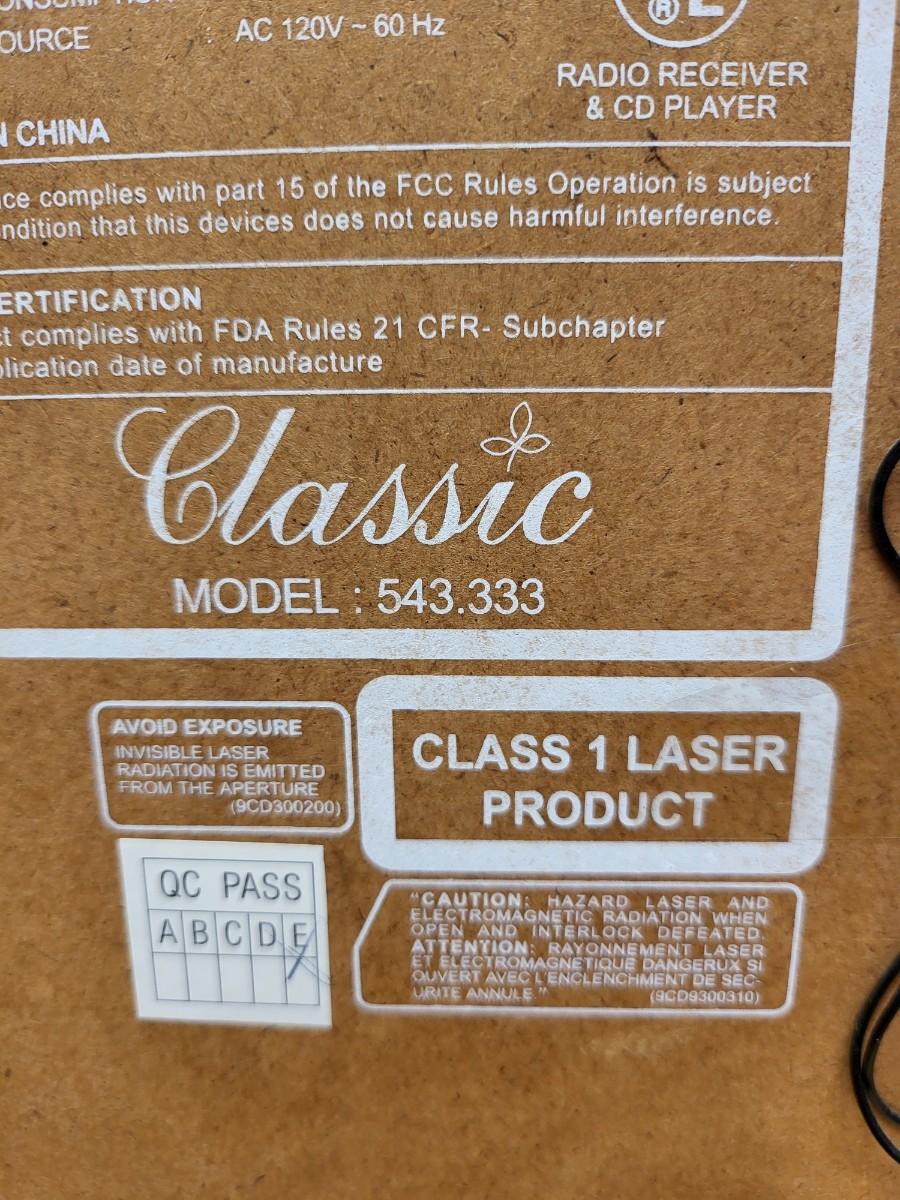 OURCE AC 120V ~ 60 Hz
®
RADIO RECEIVER
& CD PLAYER
N CHINA
ce complies with part 15 of the FCC Rules Operation is subject
ndition that this devices does not cause harmful interference.
ERTIFICATION
ct complies with FDA Rules 21 CFR- Subchapter
plication date of manufacture
Classic
MODEL : 543.333
AVOID EXPOSURE
INVISIBLE LASER
RADIATION IS EMITTED
FROM THE APERTURE
(9CD300200)
CLASS 1 LASER
PRODUCT
QC PASS
A B C D E
"CAUTION: HAZARD LASER AND
ELECTROMAGNETIC RADIATION WHEN
OPEN AND INTERLOCK DEFEATED.
ATTENTION: RAYONNEMENT LASER
ET ELECTROMAGNETIQUE DANGERUX SI
OUVERT AVEC L'ENCLENCHMENT DE SEC-
URITE ANNULE" (9CD9300310)